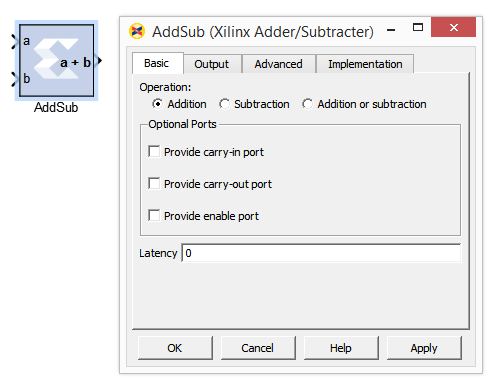 a
a + b
b
AddSub
AddSub (Xilinx Adder/Subtracter)
Basic Output Advanced Implementation
Operation:
Addition Subtraction Addition or subtraction
Optional Ports
Provide carry-in port
Provide carry-out port
Provide enable port
Latency 0
OK Cancel Help Apply